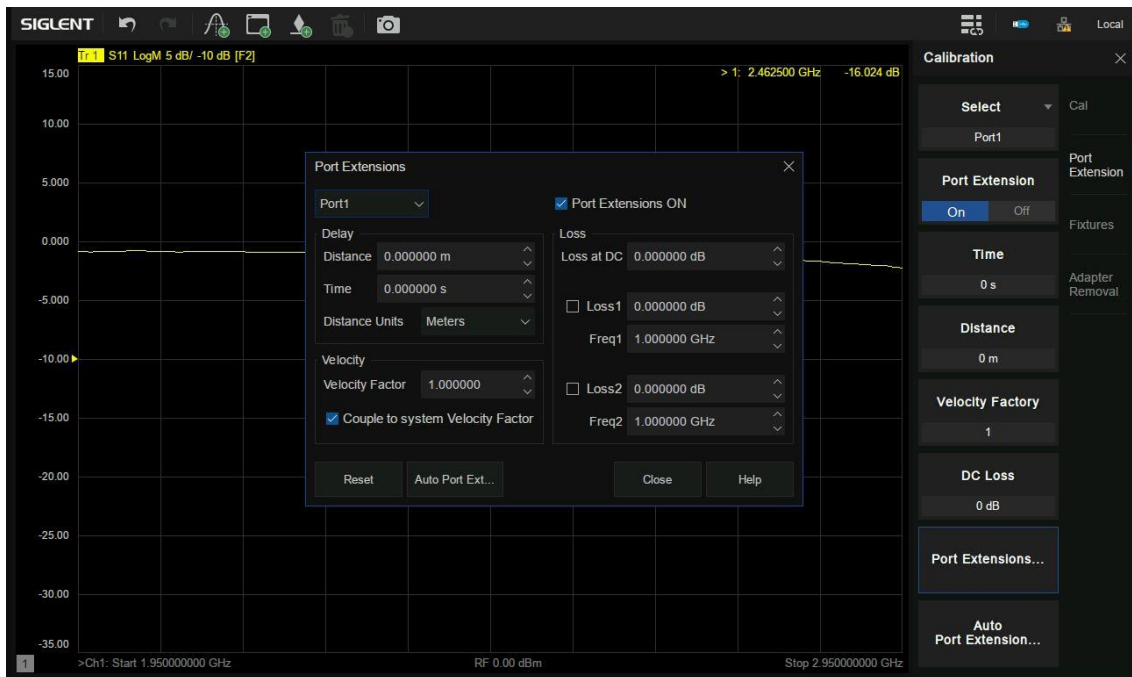 SIGLENT
Local
Tr 1 S11 LogM 5 dB/ -10 dB [F2]
> 1: 2.462500 GHz -16.024 dB
15.00
10.00
5.000
0.000
-5.000
-10.00
-15.00
-20.00
-25.00
-30.00
-35.00
Port Extensions
Port1
Port Extensions ON
Delay
Distance 0.000000 m
Time 0.000000 s
Distance Units Meters
Velocity
Velocity Factor 1.000000
Couple to system Velocity Factor
Loss
Loss at DC 0.000000 dB
Loss1 0.000000 dB
Freq1 1.000000 GHz
Loss2 0.000000 dB
Freq2 1.000000 GHz
Reset Auto Port Ext... Close Help
1 >Ch1: Start 1.950000000 GHz RF 0.00 dBm Stop 2.950000000 GHz
Calibration
Select
Port1
Port Extension
On Off
Time
0 s
Distance
0 m
Velocity Factory
1
DC Loss
0 dB
Port Extensions...
Auto
Port Extension...
Cal
Port
Extension
Fixtures
Adapter
Removal